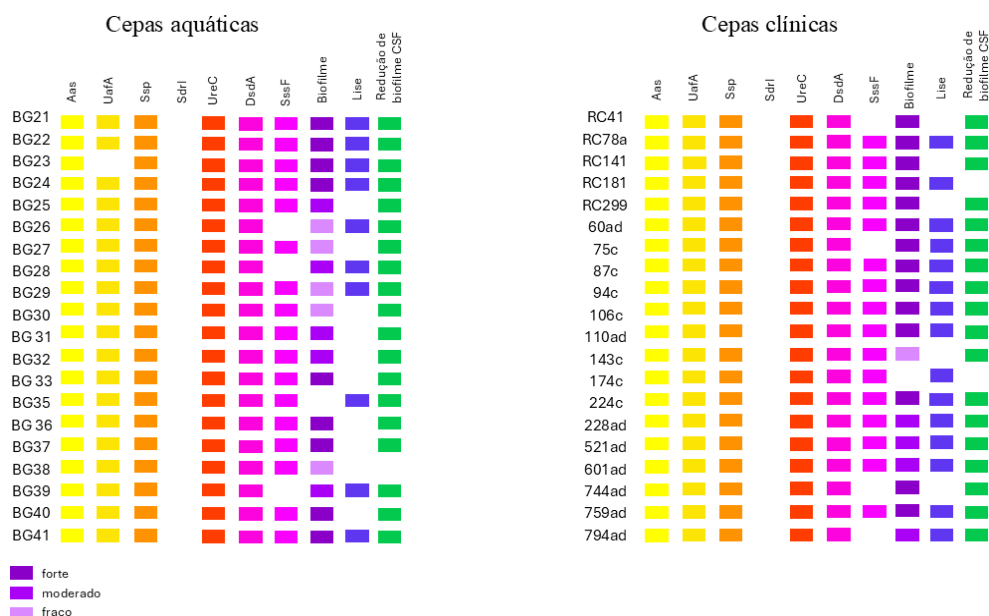 Cepas aquáticas
Aas
UafA
Ssp
SdrI
UreC
DsdA
SssF
Biofilme
Lise
Redução de
biofilme CSF
BG21
BG22
BG23
BG24
BG25
BG26
BG27
BG28
BG29
BG30
BG 31
BG32
BG 33
BG35
BG 36
BG37
BG38
BG39
BG40
BG41
forte
moderado
fraco
Cepas clínicas
Aas
UafA
Ssp
SdrI
UreC
DsdA
SssF
Biofilme
Lise
Redução de
biofilme CSF
RC41
RC78a
RC141
RC181
RC299
60ad
75c
87c
94c
106c
110ad
143c
174c
224c
228ad
521ad
601ad
744ad
759ad
794ad